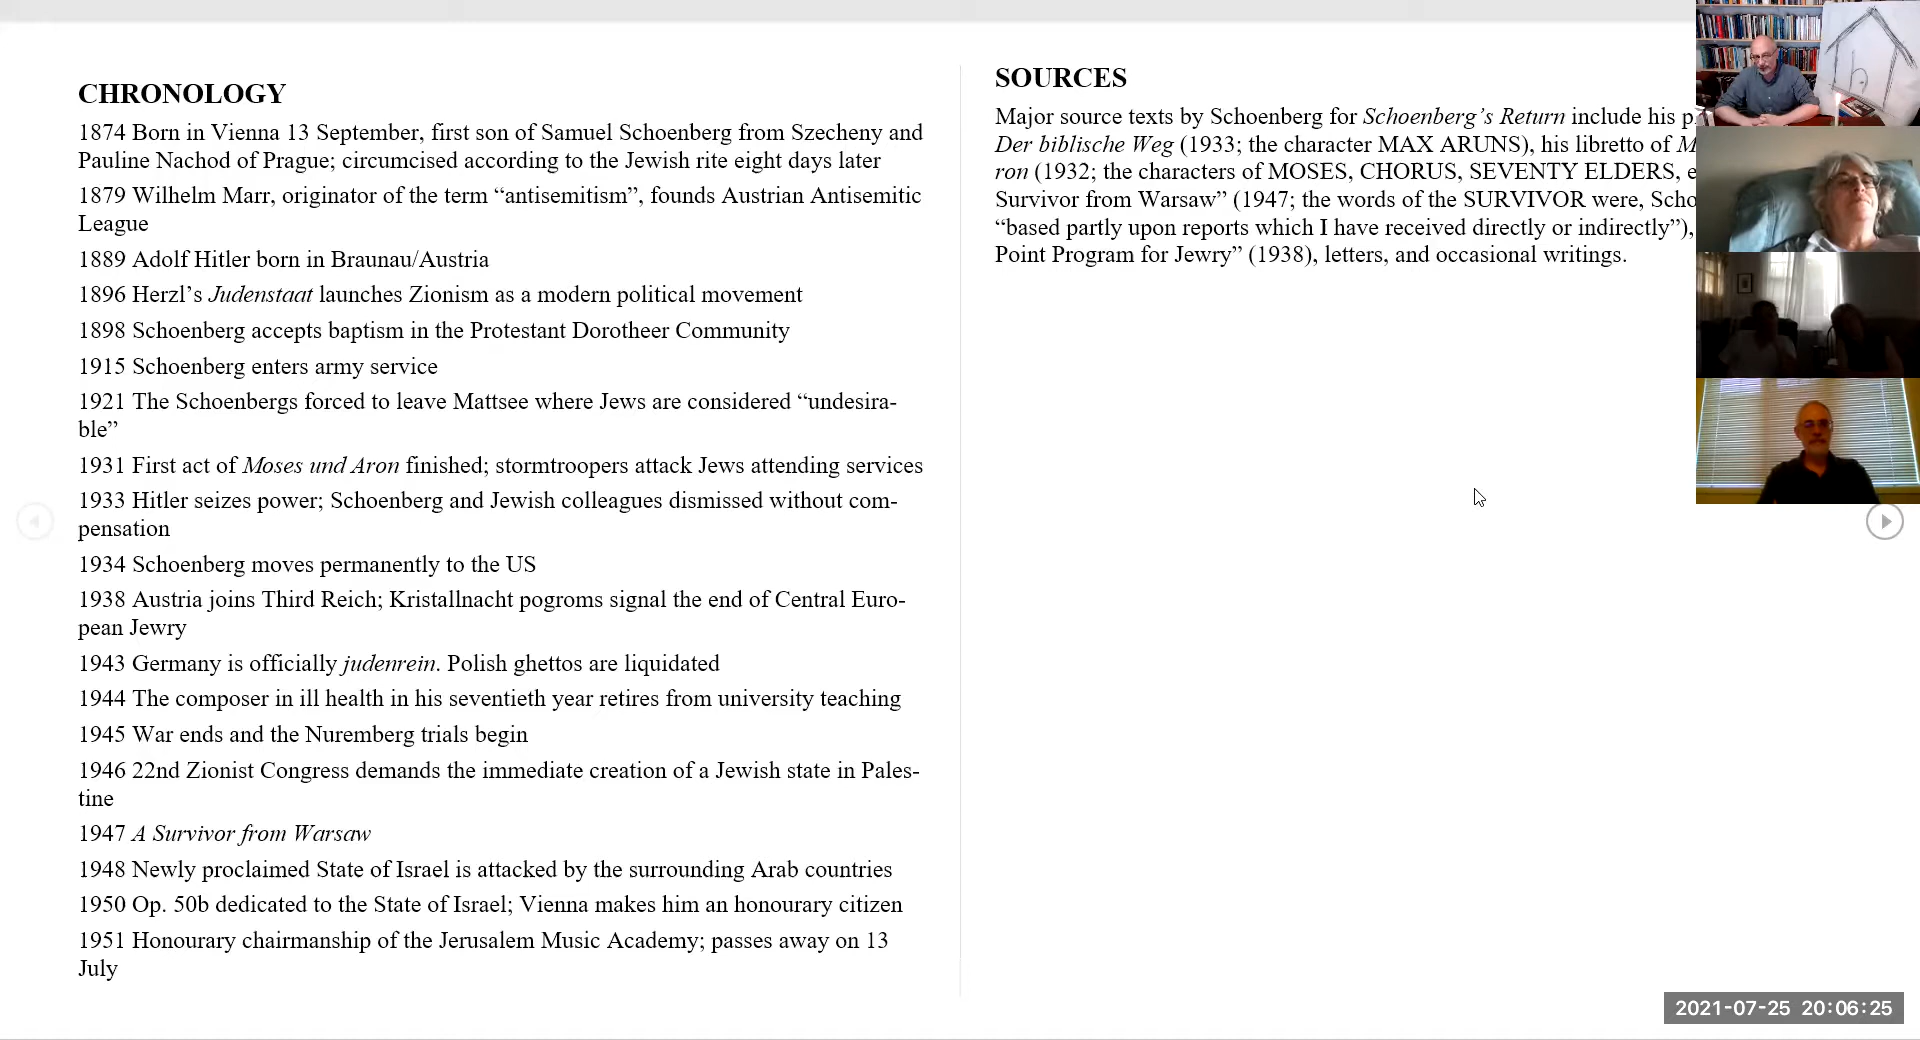 CHRONOLOGY
1874 Born in Vienna 13 September, first son of Samuel Schoenberg from Szecheny and
Pauline Nachod of Prague; circumcised according to the Jewish rite eight days later
1879 Wilhelm Marr, originator of the term “antisemitism”, founds Austrian Antisemitic
League
1889 Adolf Hitler born in Braunau/Austria
1896 Herzl’s Judenstaat launches Zionism as a modern political movement
1898 Schoenberg accepts baptism in the Protestant Dorotheer Community
1915 Schoenberg enters army service
1921 The Schoenbergs forced to leave Mattsee where Jews are considered “undesira-
ble”
1931 First act of Moses und Aron finished; stormtroopers attack Jews attending services
1933 Hitler seizes power; Schoenberg and Jewish colleagues dismissed without com-
pensation
1934 Schoenberg moves permanently to the US
1938 Austria joins Third Reich; Kristallnacht pogroms signal the end of Central Euro-
pean Jewry
1943 Germany is officially judenrein. Polish ghettos are liquidated
1944 The composer in ill health in his seventieth year retires from university teaching
1945 War ends and the Nuremberg trials begin
1946 22nd Zionist Congress demands the immediate creation of a Jewish state in Pales-
tine
1947 A Survivor from Warsaw
1948 Newly proclaimed State of Israel is attacked by the surrounding Arab countries
1950 Op. 50b dedicated to the State of Israel; Vienna makes him an honourary citizen
1951 Honourary chairmanship of the Jerusalem Music Academy; passes away on 13
July
SOURCES
Major source texts by Schoenberg for Schoenberg’s Return include his
Der biblische Weg (1933; the character MAX ARUNS), his libretto of
ron (1932; the characters of MOSES, CHORUS, SEVENTY ELDERS,
Survivor from Warsaw” (1947; the words of the SURVIVOR were,
“based partly upon reports which I have received directly or indirectly”),
Point Program for Jewry” (1938), letters, and occasional writings.
2021-07-25 20:06:25